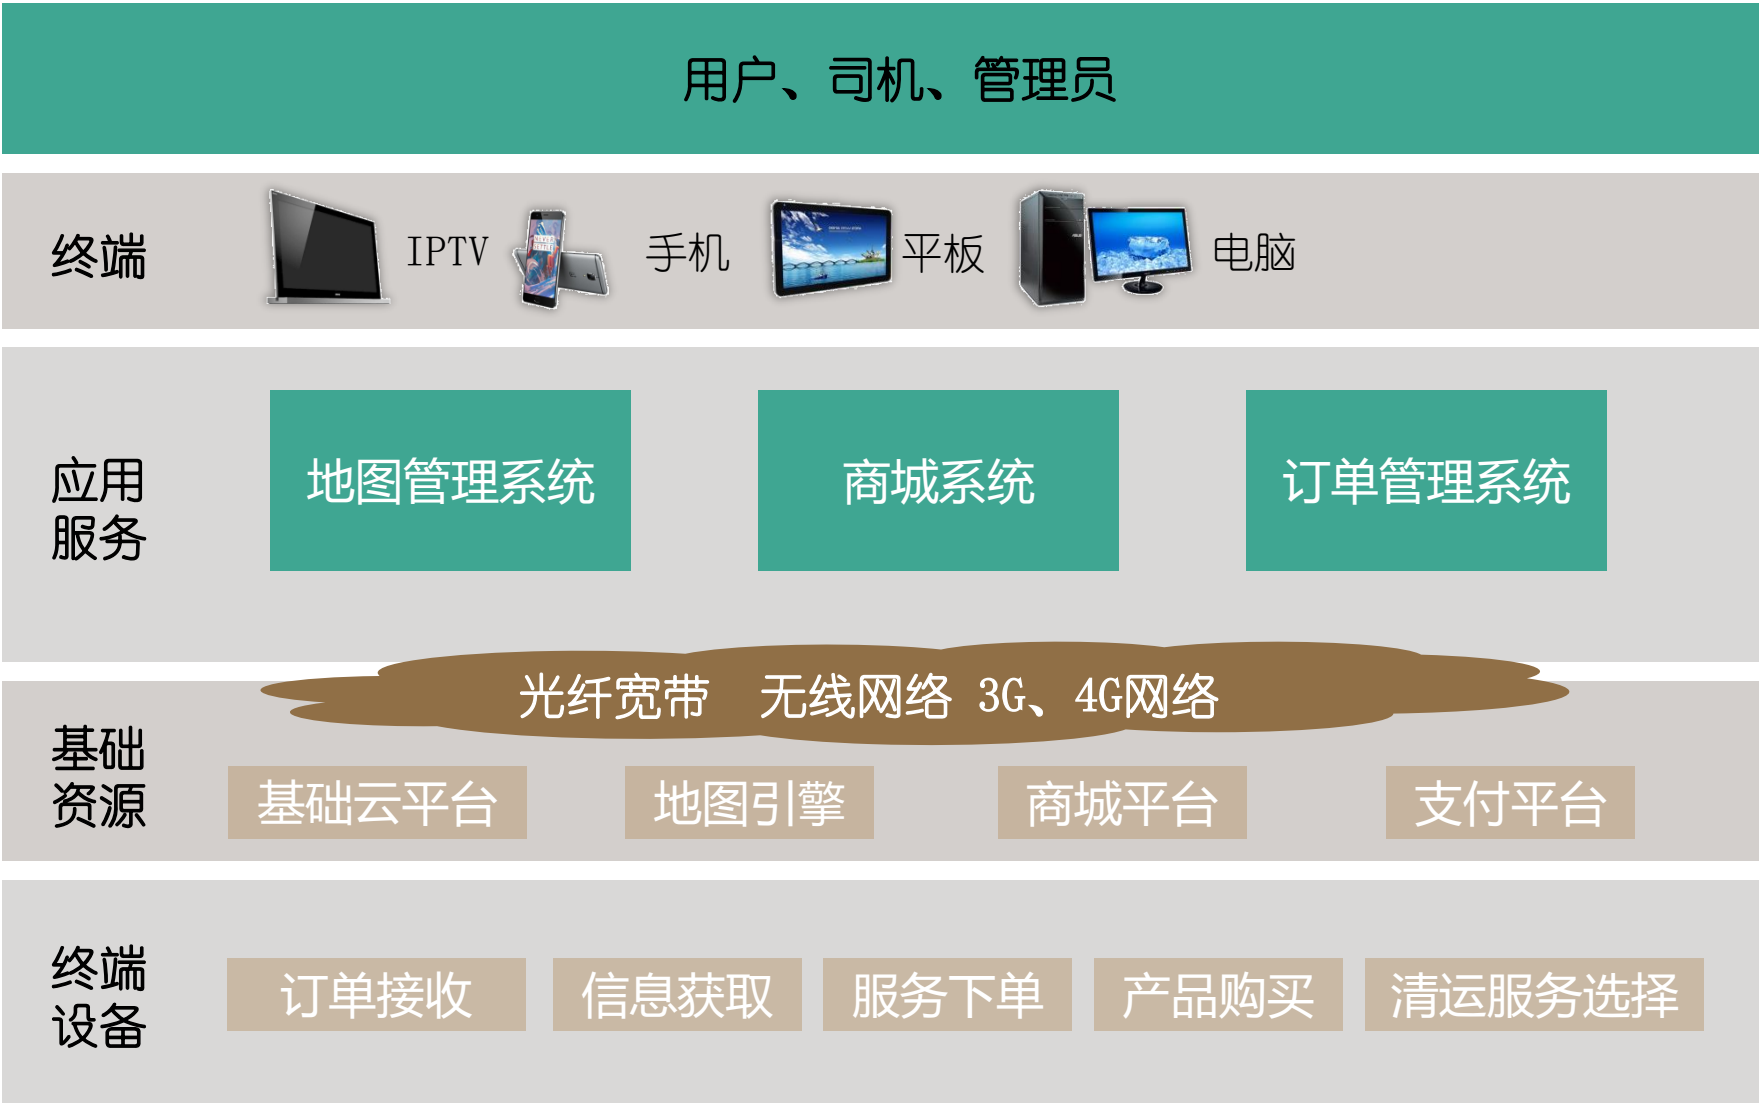 用户、司机、管理员
终端
IPTV
手机
平板
电脑
应用
服务
地图管理系统
商城系统
订单管理系统
光纤宽带 无线网络 3G、4G网络
基础
资源
基础云平台
地图引擎
商城平台
支付平台
终端
设备
订单接收
信息获取
服务下单
产品购买
清运服务选择